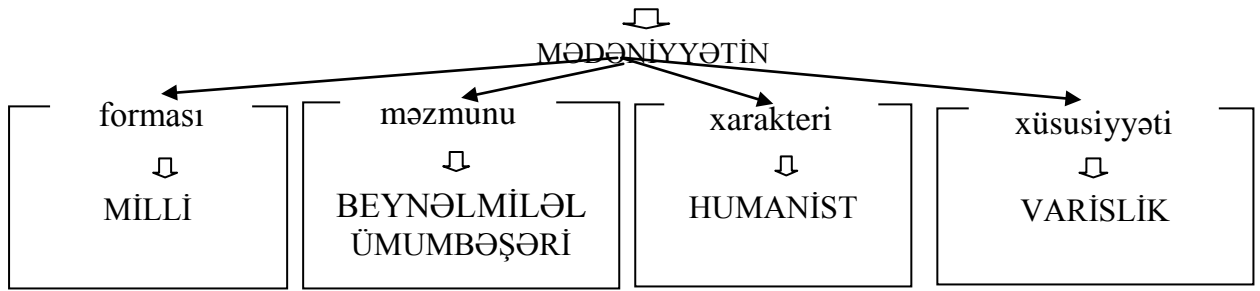 MƏDƏNİYYƏTİN
forması
məzmunu
xarakteri
xüsusiyyəti
MİLLİ
BEYNƏLMİLƏL
ÜMUMBƏŞƏRİ
HUMANİST
VARİSLİK